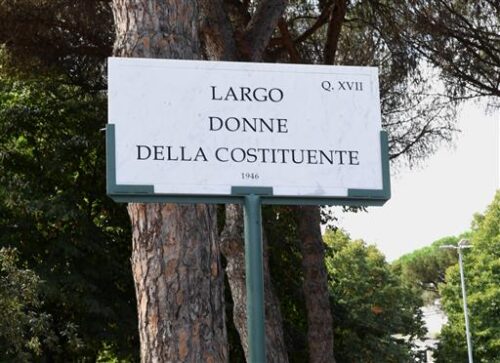 Q. XVII
LARGO
DONNE
DELLA COSTITUENTE
1946